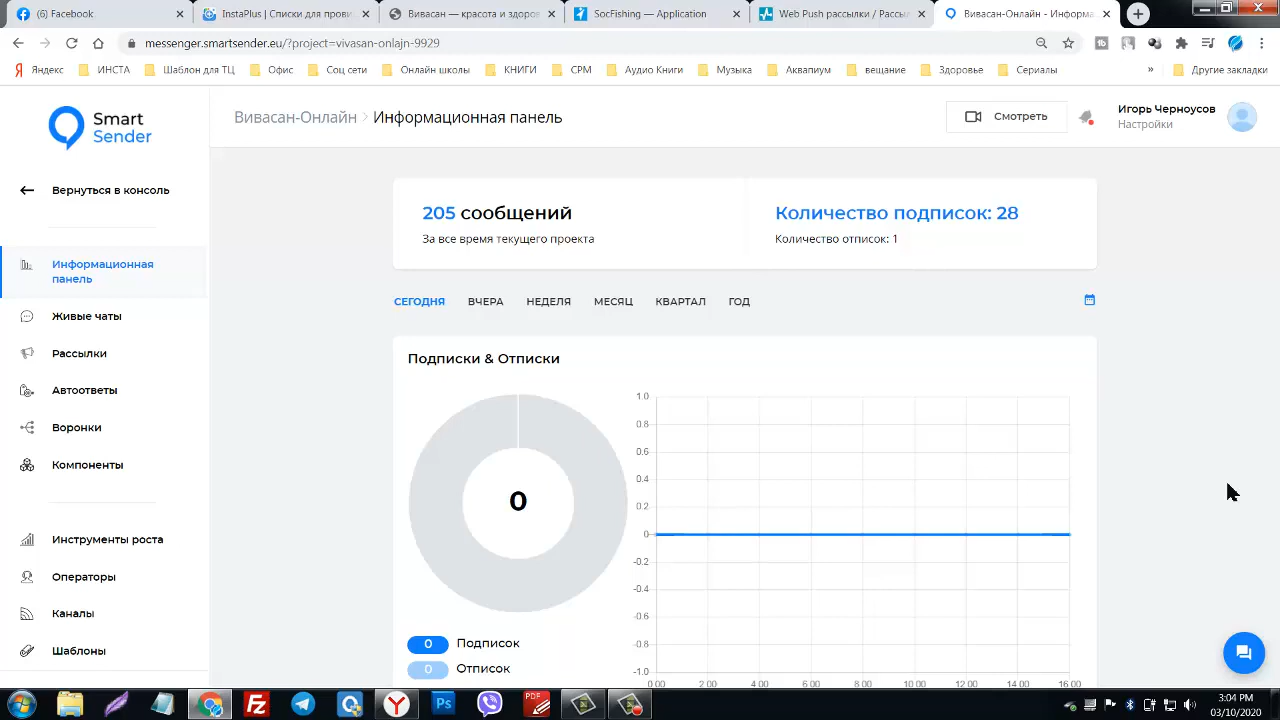 (6) Facebook
InstaPlus | Списки для прови
Вивасан — красота и здоров
SocFishing — Application
Web Push рассылки / Рассы
Вивасан-Онлайн - Информа
messenger.smartsender.eu/?project=vivasan-onlajn-9929
Яндекс
ИНСТА
Шаблон для ТЦ
Офис
Соц сети
Онлайн школы
КНИГИ
СРМ
Аудио Книги
Музыка
Аквапиум
вещание
Здоровье
Сериалы
»
Другие закладки
Smart
Sender
Вивасан-Онлайн > Информационная панель
Смотреть
Игорь Черноусов
Настройки
Вернуться в консоль
205 сообщений
За все время текущего проекта
Количество подписок: 28
Количество отписок: 1
Информационная
панель
Живые чаты
Рассылки
Автоответы
Воронки
Компоненты
Инструменты роста
Операторы
Каналы
Шаблоны
СЕГОДНЯ ВЧЕРА НЕДЕЛЯ МЕСЯЦ КВАРТАЛ ГОД
Подписки & Отписки
0
0 Подписок
0 Отписок
1.0
0.8
0.6
0.4
0.2
0
-0.2
-0.4
-0.6
-0.8
-1.0
0:00 2:00 4:00 6:00 8:00 10:00 12:00 14:00 16:00
Ps
PDF
3:04 PM
03/10/2020